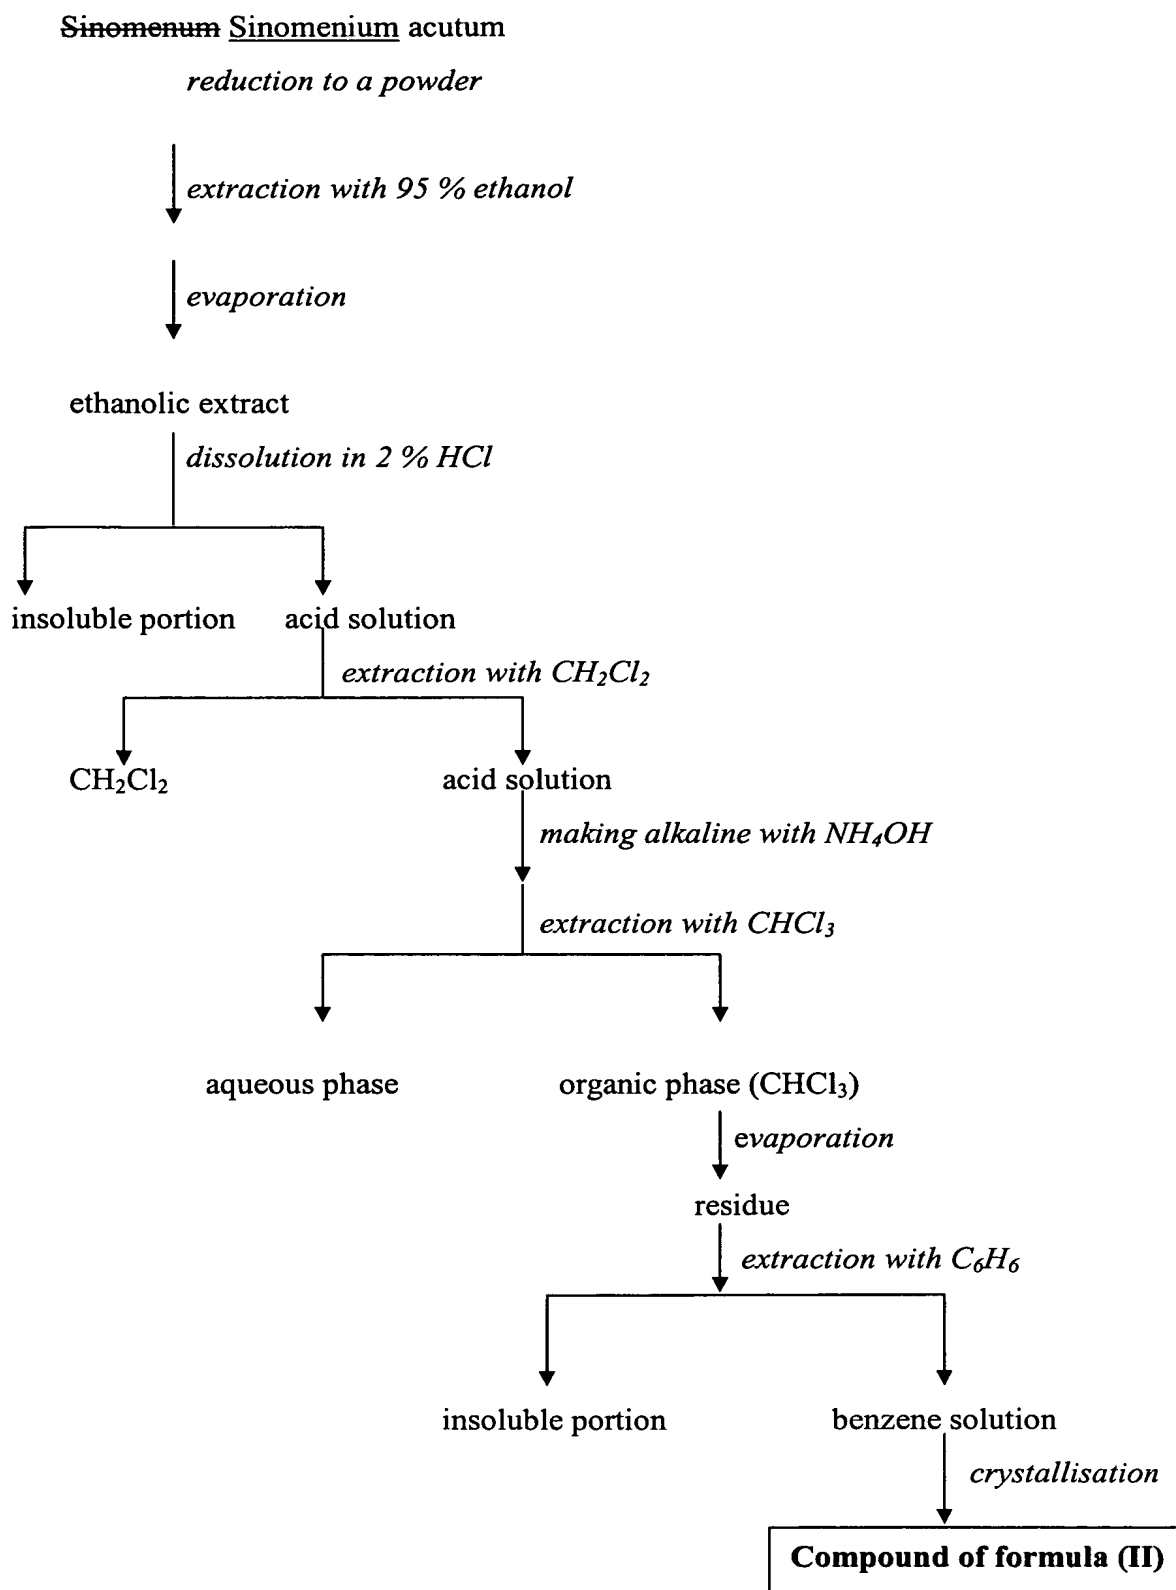 Sinomenum Sinomenium acutum
reduction to a powder
extraction with 95 % ethanol
evaporation
ethanolic extract
dissolution in 2 % HCl
insoluble portion acid solution
extraction with CH₂Cl₂
CH₂Cl₂ acid solution
making alkaline with NH₄OH
extraction with CHCl₃
aqueous phase organic phase (CHCl₃)
evaporation
residue
extraction with C₆H₆
insoluble portion benzene solution
crystallisation
Compound of formula (II)